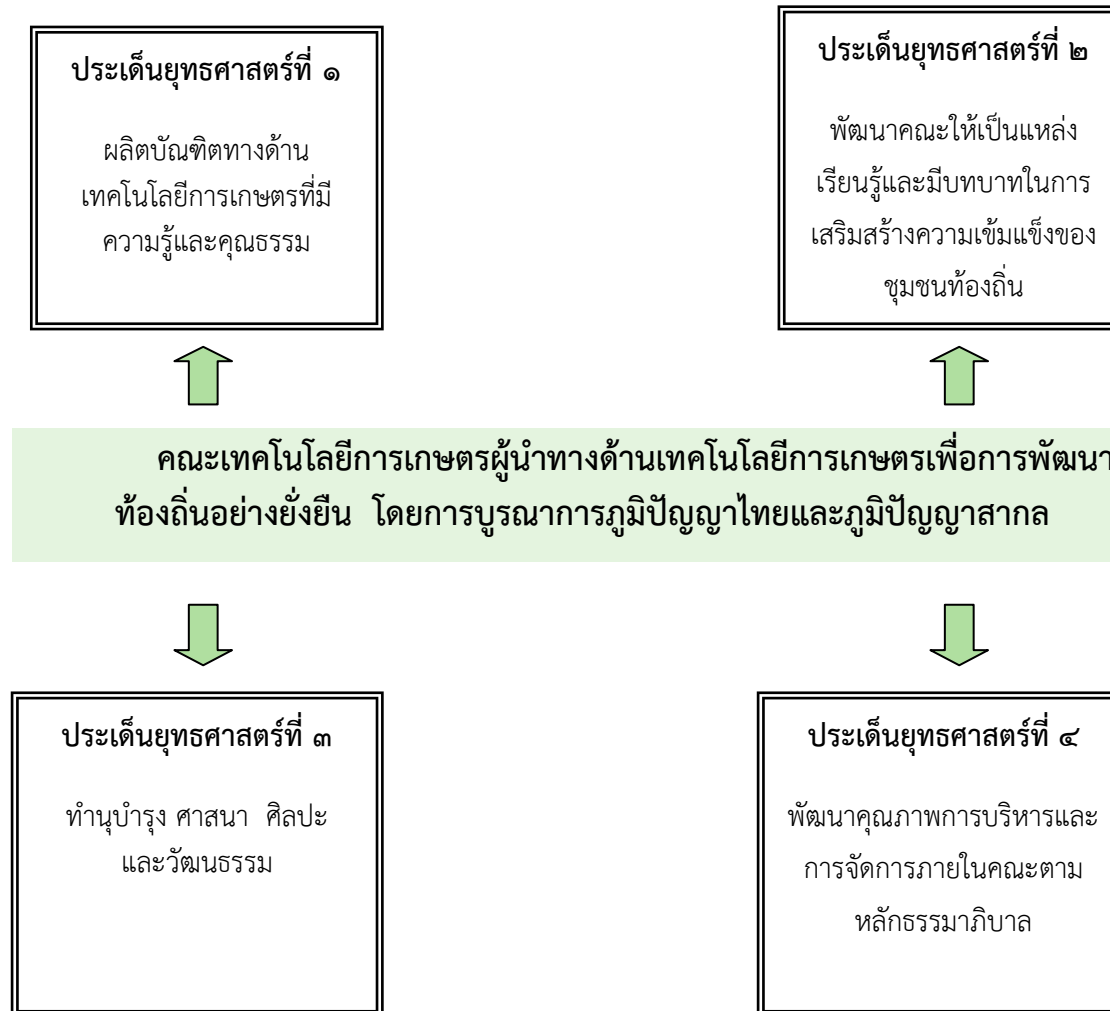 ประเด็นยุทธศาสตร์ที่ ๑
ผลิตบัณฑิตทางด้าน
เทคโนโลยีการเกษตรที่มี
ความรู้และคุณธรรม
ประเด็นยุทธศาสตร์ที่ ๒
พัฒนาคณะให้เป็นแหล่ง
เรียนรู้และมีบทบาทในการ
เสริมสร้างความเข้มแข็งของ
ชุมชนท้องถิ่น
คณะเทคโนโลยีการเกษตรผู้นำทางด้านเทคโนโลยีการเกษตรเพื่อการพัฒนา
ท้องถิ่นอย่างยั่งยืน โดยการบูรณาการภูมิปัญญาไทยและภูมิปัญญาสากล
ประเด็นยุทธศาสตร์ที่ ๓
ทำนุบำรุง ศาสนา ศิลปะ
และวัฒนธรรม
ประเด็นยุทธศาสตร์ที่ ๔
พัฒนาคุณภาพการบริหารและ
การจัดการภายในคณะตาม
หลักธรรมาภิบาล